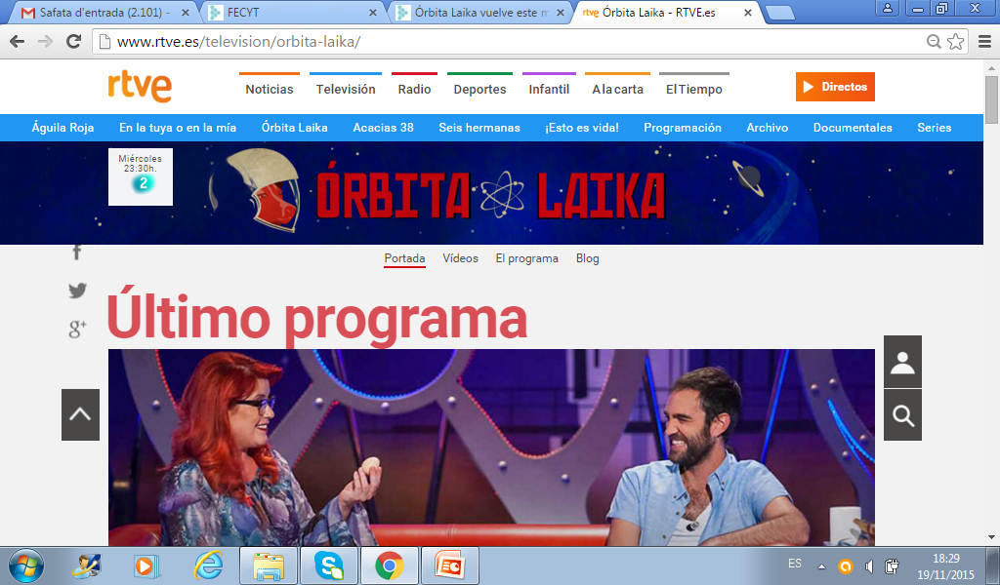 Safata d'entrada (2.101) -
FECYT
Órbita Laika vuelve este m
rtve Órbita Laika - RTVE.es
www.rtve.es/television/orbita-laika/
rtve
Noticias Televisión Radio Deportes Infantil A la carta El Tiempo
Directos
Águila Roja En la tuya o en la mía Órbita Laika Acacias 38 Seis hermanas ¡Esto es vida! Programación Archivo Documentales Series
Miércoles
23:30h.
2
ÓRBITA LAIKA
Portada Vídeos El programa Blog
Último programa
ES
18:29
19/11/2015